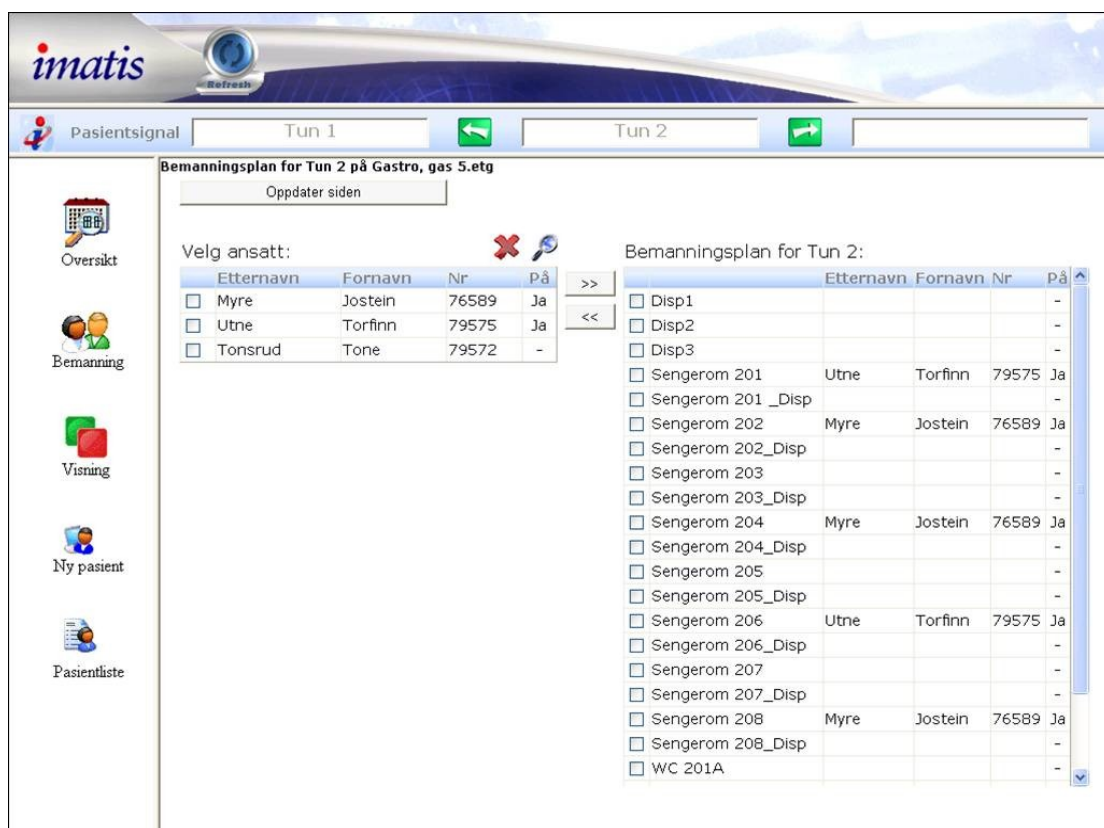 imatis
Refresh
Pasientsignal Tun 1 Tun 2
Bemanningsplan for Tun 2 på Gastro, gas 5.etg
Oppdater siden
Oversikt
Bemanning
Visning
Ny pasient
Pasientliste
Velg ansatt:
Etternavn Fornavn Nr På
Myre Jostein 76589 Ja
Utne Torfinn 79575 Ja
Tonsrud Tone 79572 -
>>
<<
Bemanningsplan for Tun 2:
Etternavn Fornavn Nr På
Disp1 -
Disp2 -
Disp3 -
Sengerom 201 Utne Torfinn 79575 Ja
Sengerom 201 _Disp -
Sengerom 202 Myre Jostein 76589 Ja
Sengerom 202_Disp -
Sengerom 203 -
Sengerom 203_Disp -
Sengerom 204 Myre Jostein 76589 Ja
Sengerom 204_Disp -
Sengerom 205 -
Sengerom 205_Disp -
Sengerom 206 Utne Torfinn 79575 Ja
Sengerom 206_Disp -
Sengerom 207 -
Sengerom 207_Disp -
Sengerom 208 Myre Jostein 76589 Ja
Sengerom 208_Disp -
WC 201A -